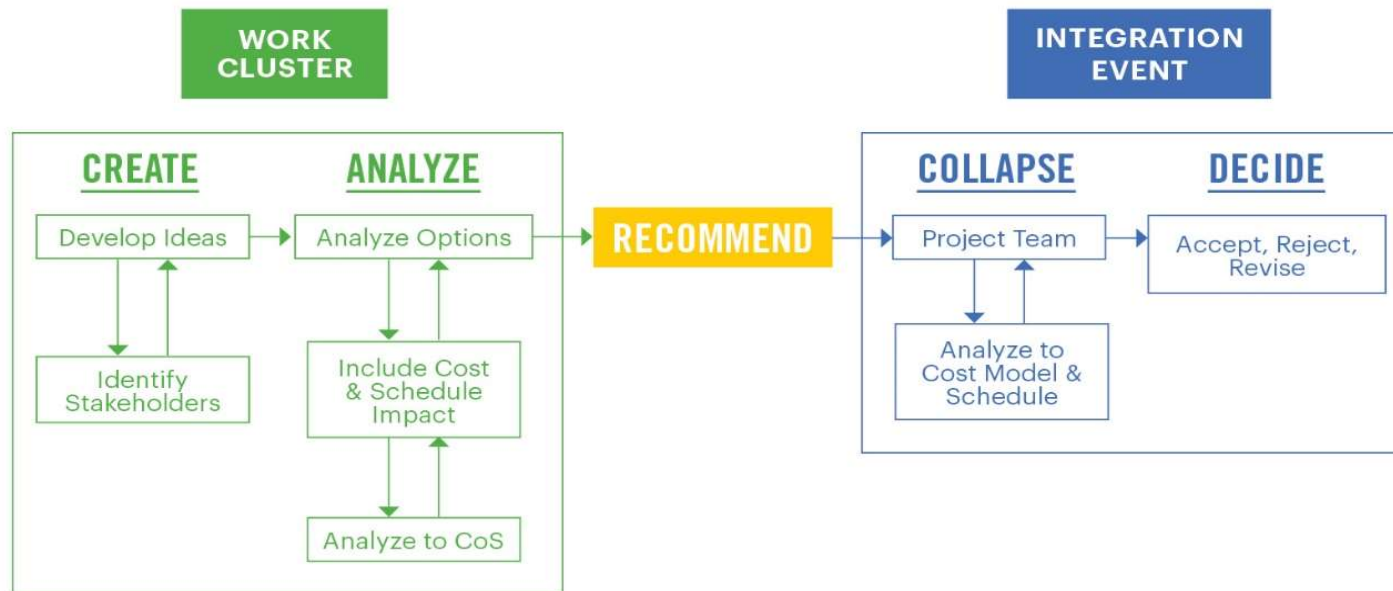 WORK
CLUSTER
INTEGRATION
EVENT
CREATE
ANALYZE
COLLAPSE
DECIDE
Develop Ideas
Analyze Options
RECOMMEND
Project Team
Accept, Reject,
Revise
Identify
Stakeholders
Include Cost
& Schedule
Impact
Analyze to
Cost Model &
Schedule
Analyze to CoS